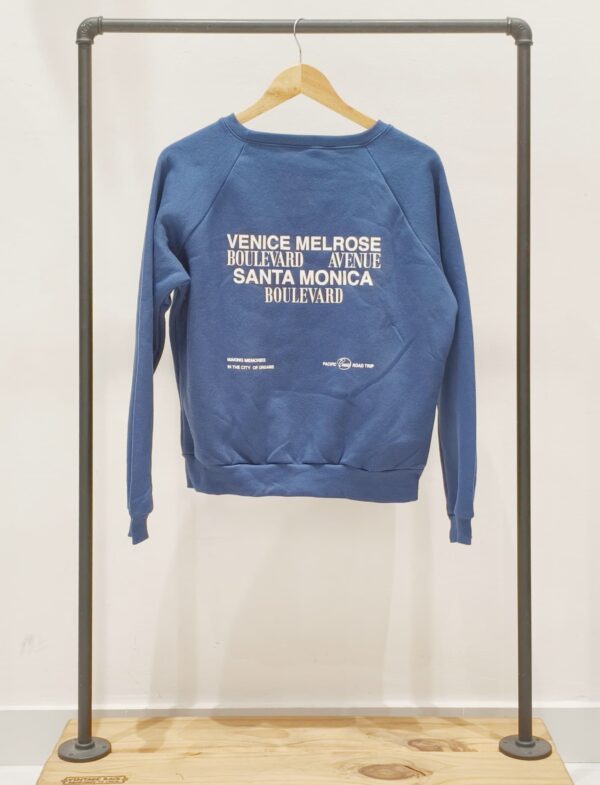 VENICE MELROSE
BOULEVARD AVENUE
SANTA MONICA
BOULEVARD
MAKING MEMORIES
IN THE CITY OF DREAMS
PACIFIC ROAD TRIP